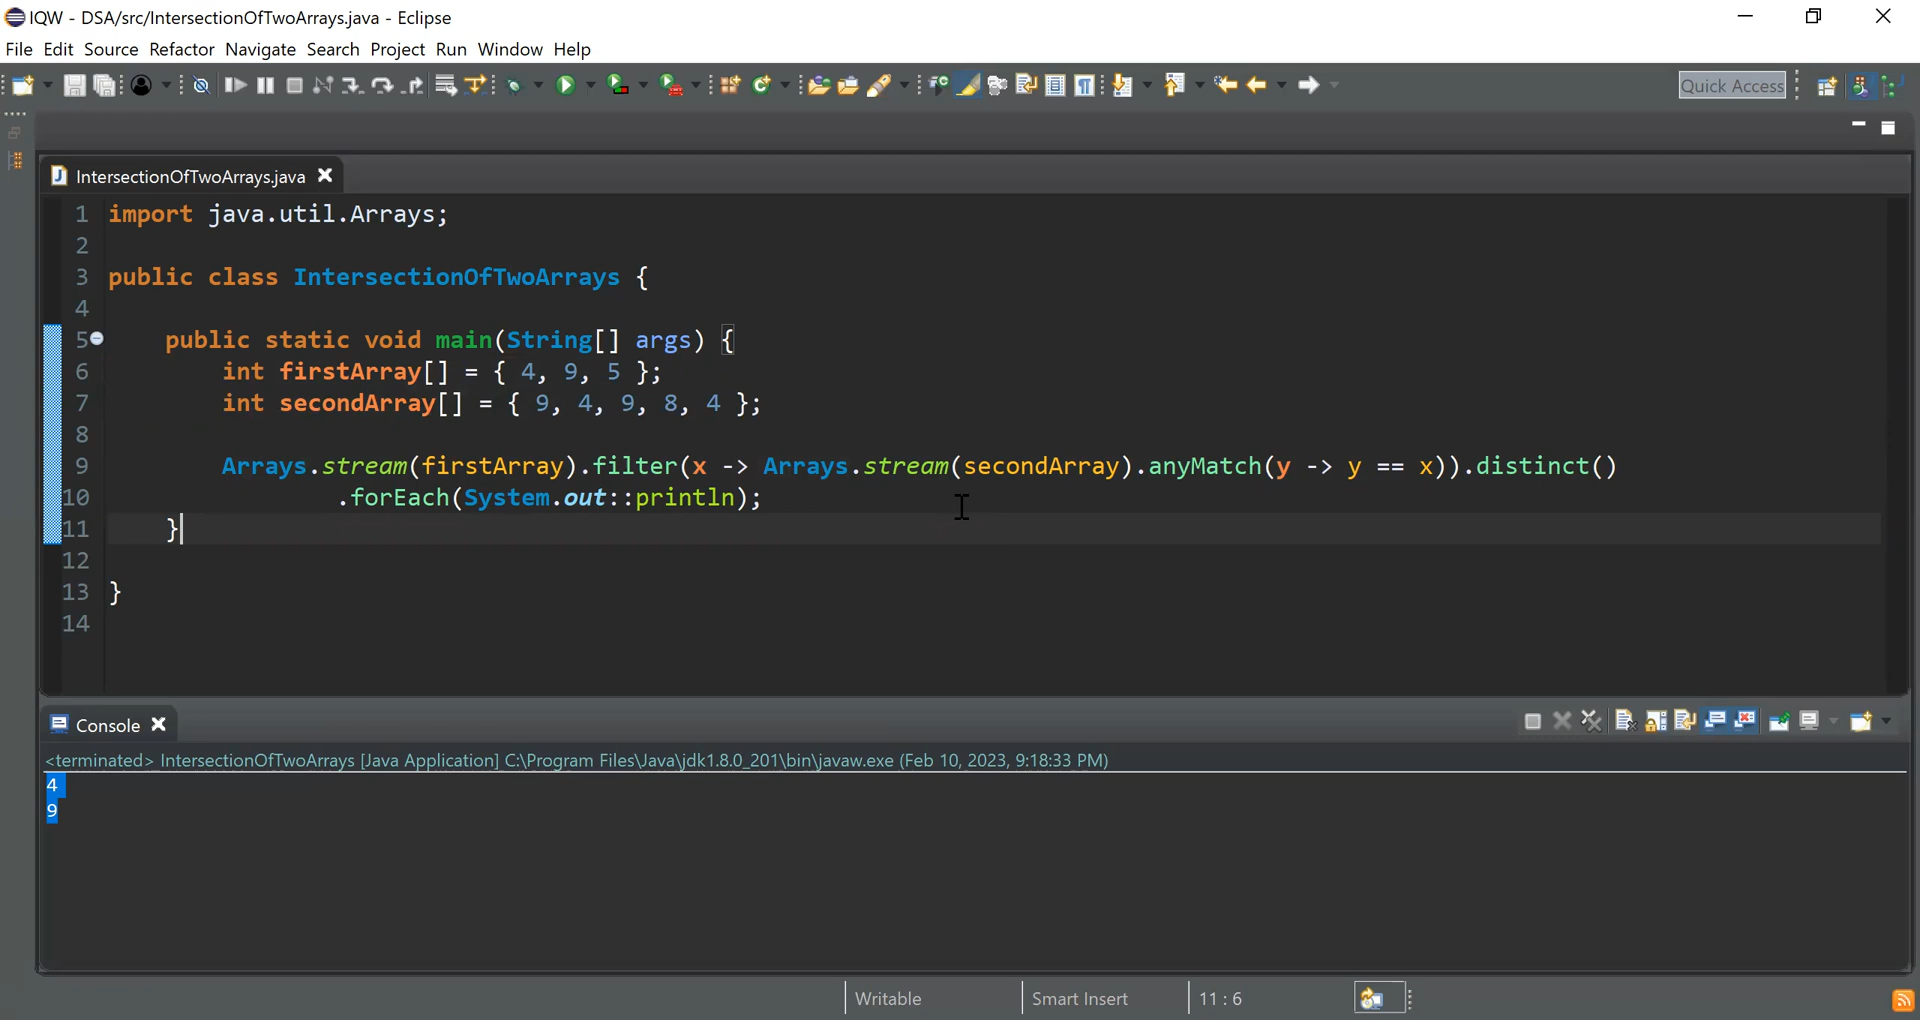 IQW - DSA/src/IntersectionOfTwoArrays.java - Eclipse
File Edit Source Refactor Navigate Search Project Run Window Help
Quick Access
IntersectionOfTwoArrays.java
1 import java.util.Arrays;
2
3 public class IntersectionOfTwoArrays {
4
5 public static void main(String[] args) {
6 int firstArray[] = { 4, 9, 5 };
7 int secondArray[] = { 9, 4, 9, 8, 4 };
8
9 Arrays.stream(firstArray).filter(x -> Arrays.stream(secondArray).anyMatch(y -> y == x)).distinct()
10 .forEach(System.out::println);
11 }
12
13 }
14
Console
<terminated> IntersectionOfTwoArrays [Java Application] C:\Program Files\Java\jdk1.8.0_201\bin\javaw.exe (Feb 10, 2023, 9:18:33 PM)
4
9
Writable Smart Insert 11 : 6